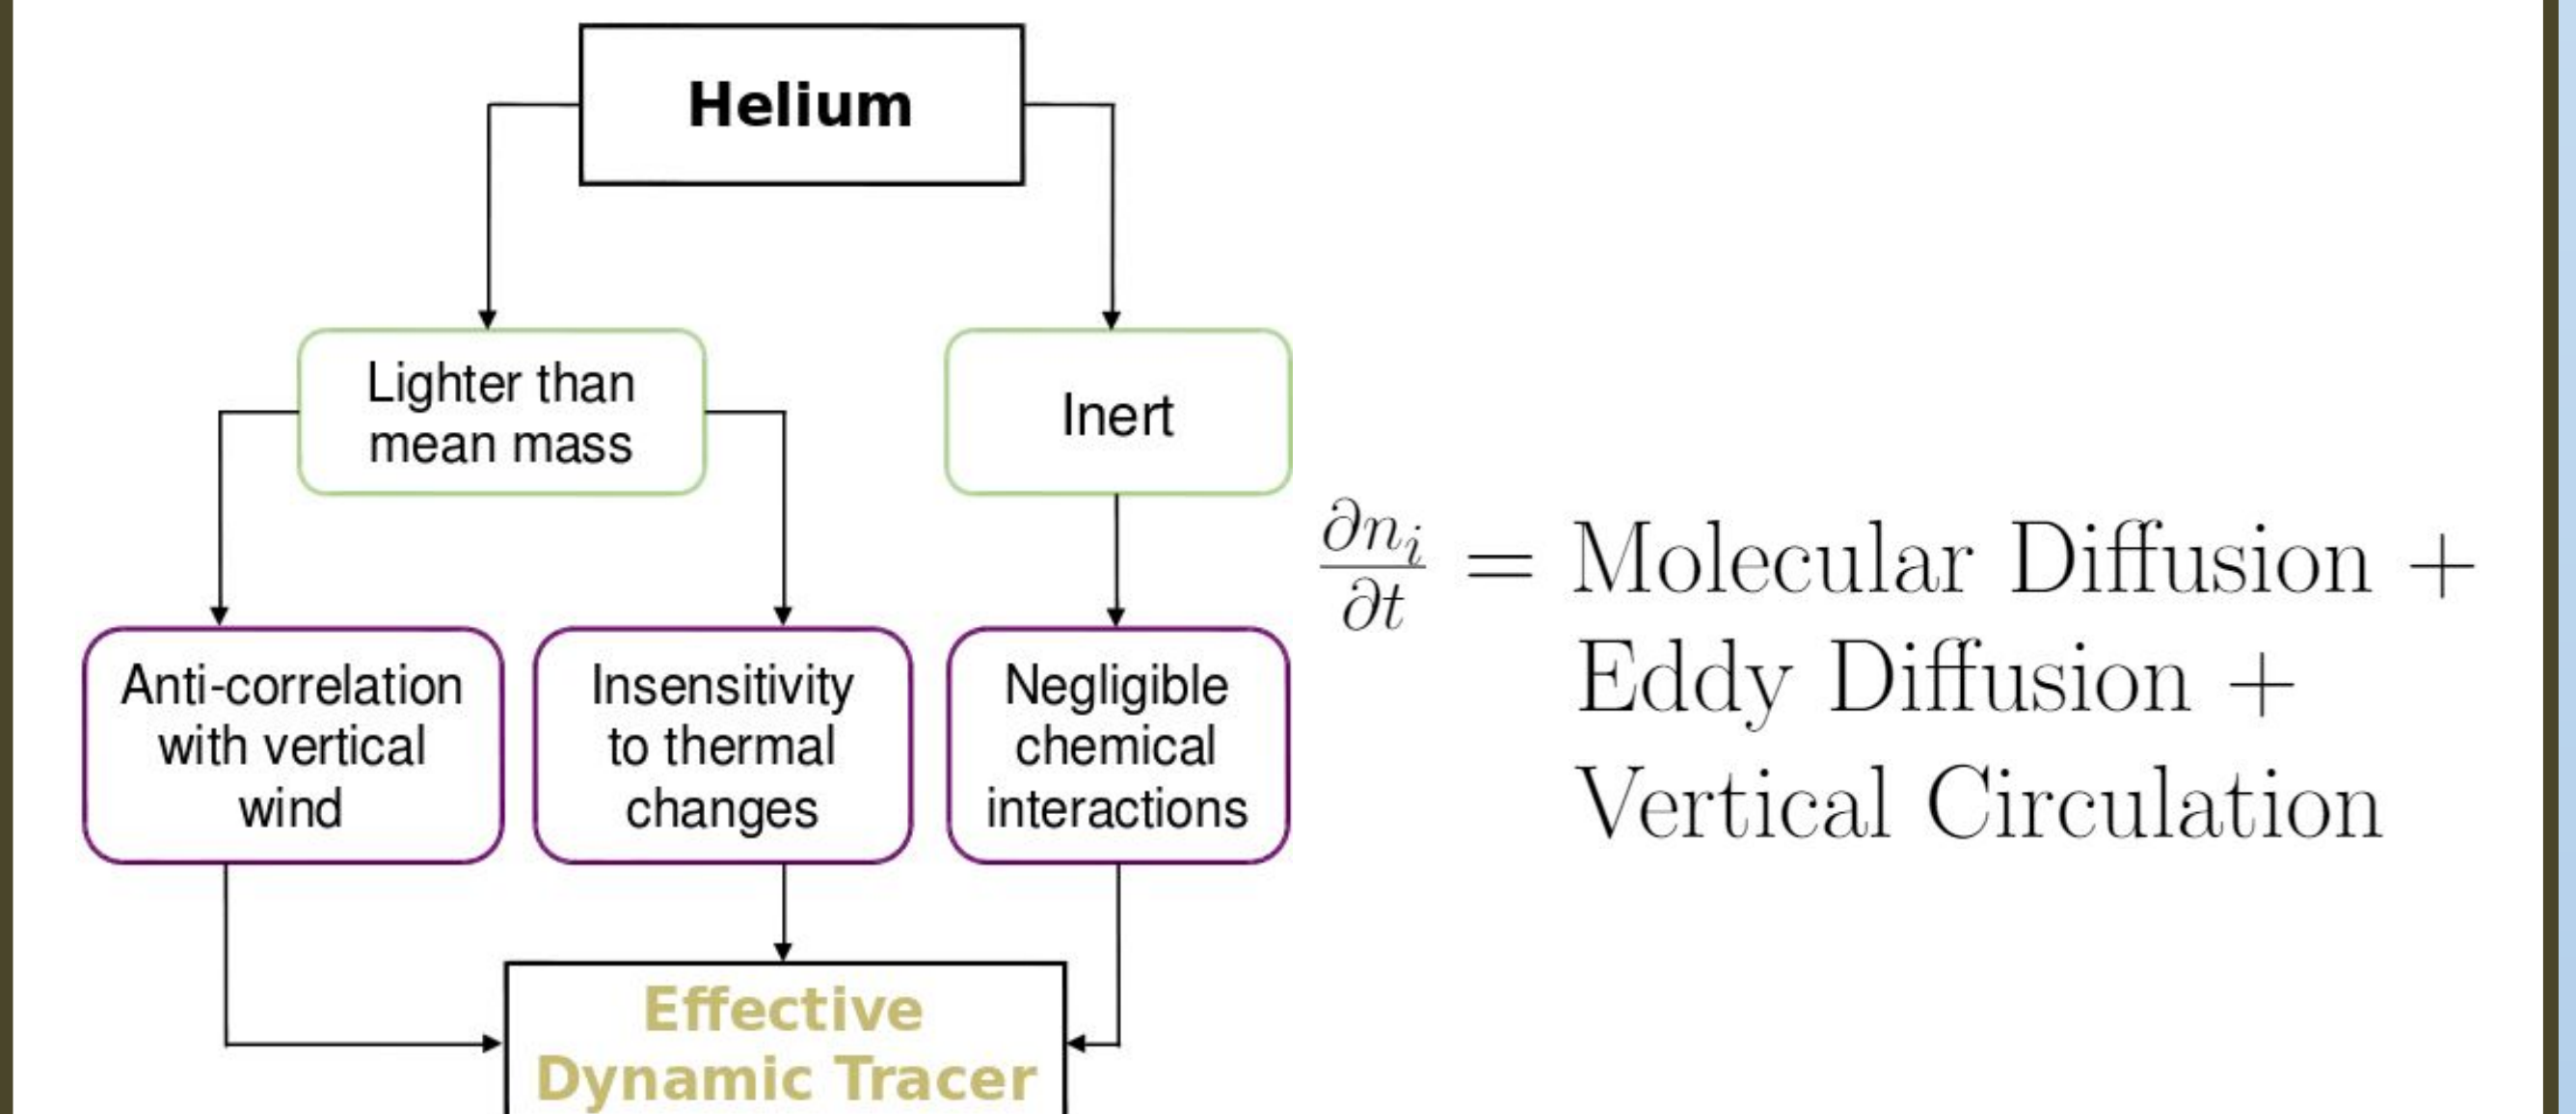 Helium
Lighter than
mean mass
Inert
Anti-correlation
with vertical
wind
Insensitivity
to thermal
changes
Negligible
chemical
interactions
Effective
Dynamic Tracer
∂nᵢ/∂t = Molecular Diffusion +
Eddy Diffusion +
Vertical Circulation